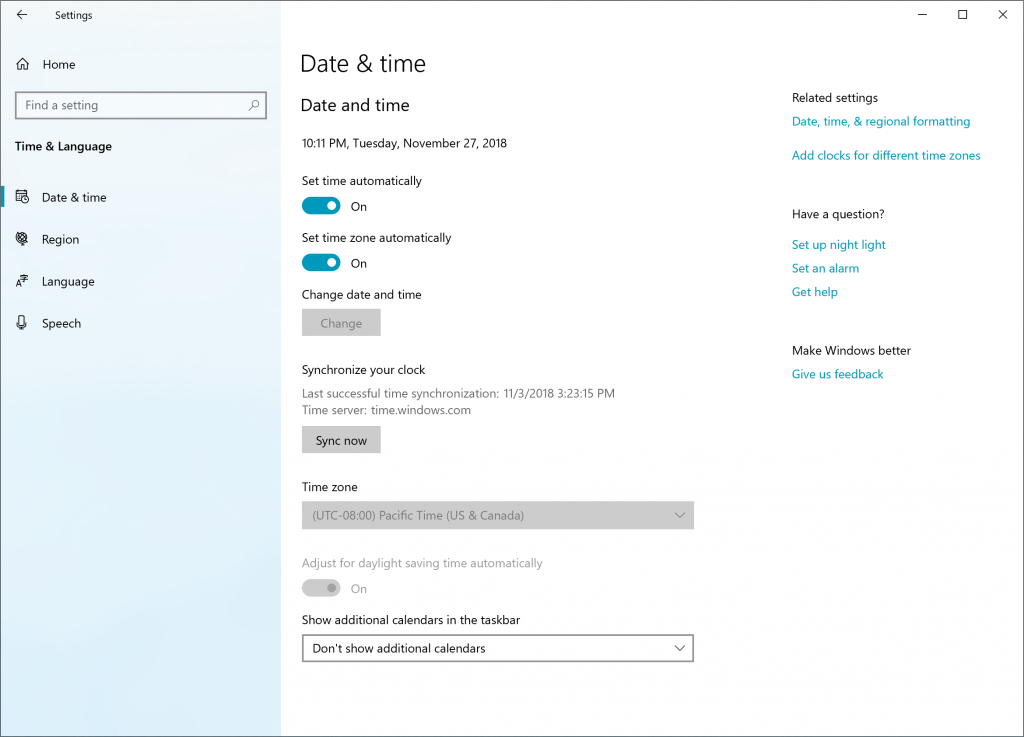 Settings
Home
Find a setting
Time & Language
Date & time
Region
Language
Speech
Date & time
Date and time
10:11 PM, Tuesday, November 27, 2018
Set time automatically
On
Set time zone automatically
On
Change date and time
Change
Synchronize your clock
Last successful time synchronization: 11/3/2018 3:23:15 PM
Time server: time.windows.com
Sync now
Time zone
(UTC-08:00) Pacific Time (US & Canada)
Adjust for daylight saving time automatically
On
Show additional calendars in the taskbar
Don't show additional calendars
Related settings
Date, time, & regional formatting
Add clocks for different time zones
Have a question?
Set up night light
Set an alarm
Get help
Make Windows better
Give us feedback